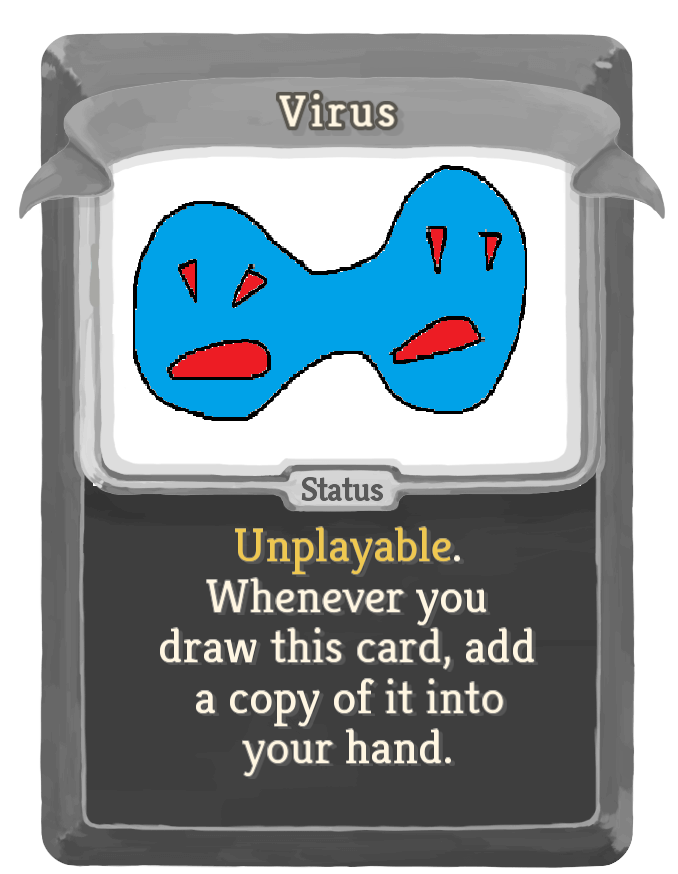 Virus
Status
Unplayable.
Whenever you
draw this card, add
a copy of it into
your hand.